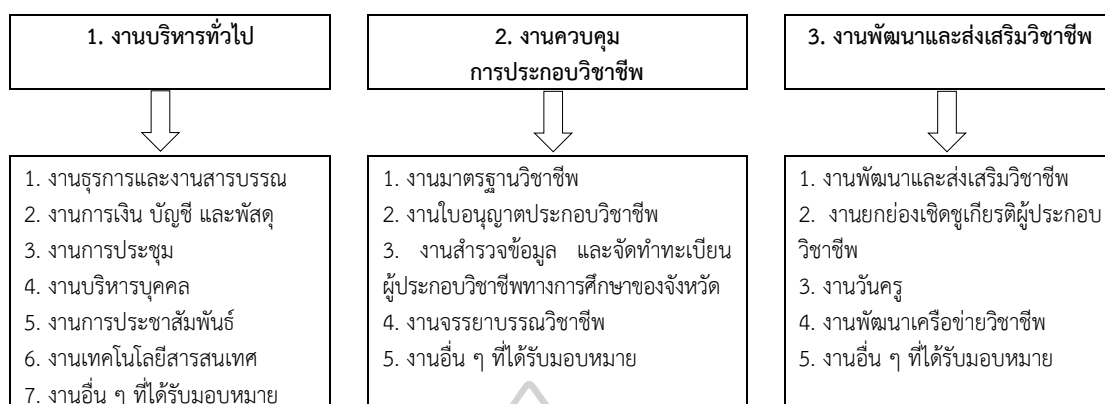 1. งานบริหารทั่วไป
2. งานควบคุม
การประกอบวิชาชีพ
3. งานพัฒนาและส่งเสริมวิชาชีพ
1. งานธุรการและงานสารบรรณ
2. งานการเงิน บัญชี และพัสดุ
3. งานการประชุม
4. งานบริหารบุคคล
5. งานการประชาสัมพันธ์
6. งานเทคโนโลยีสารสนเทศ
7. งานอื่น ๆ ที่ได้รับมอบหมาย
1. งานมาตรฐานวิชาชีพ
2. งานใบอนุญาตประกอบวิชาชีพ
3. งานสำรวจข้อมูล และจัดทำทะเบียน
ผู้ประกอบวิชาชีพทางการศึกษาของจังหวัด
4. งานจรรยาบรรณวิชาชีพ
5. งานอื่น ๆ ที่ได้รับมอบหมาย
1. งานพัฒนาและส่งเสริมวิชาชีพ
2. งานยกย่องเชิดชูเกียรติผู้ประกอบ
วิชาชีพ
3. งานวันครู
4. งานพัฒนาเครือข่ายวิชาชีพ
5. งานอื่น ๆ ที่ได้รับมอบหมาย